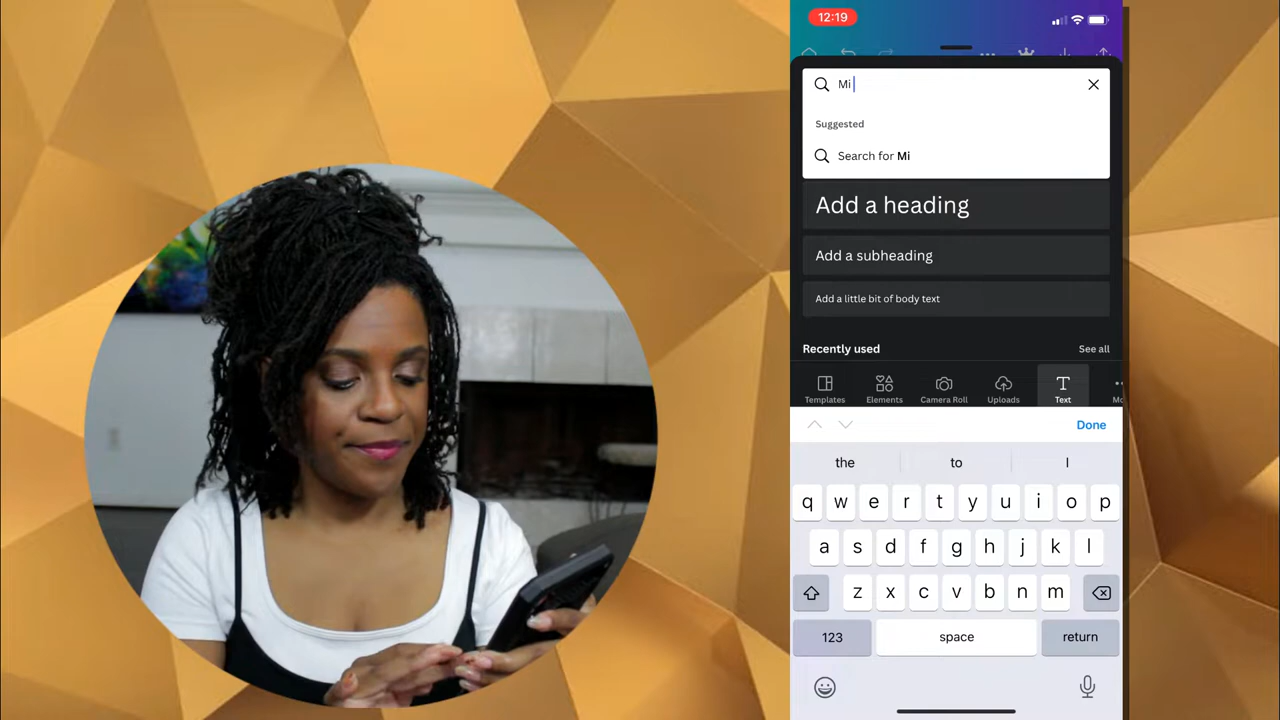 12:19
Mi
Suggested
Search for Mi
Add a heading
Add a subheading
Add a little bit of body text
Recently used See all
Templates Elements Camera Roll Uploads Text Mo
Done
the to I
q w e r t y u i o p
a s d f g h j k l
z x c v b n m
123 space return